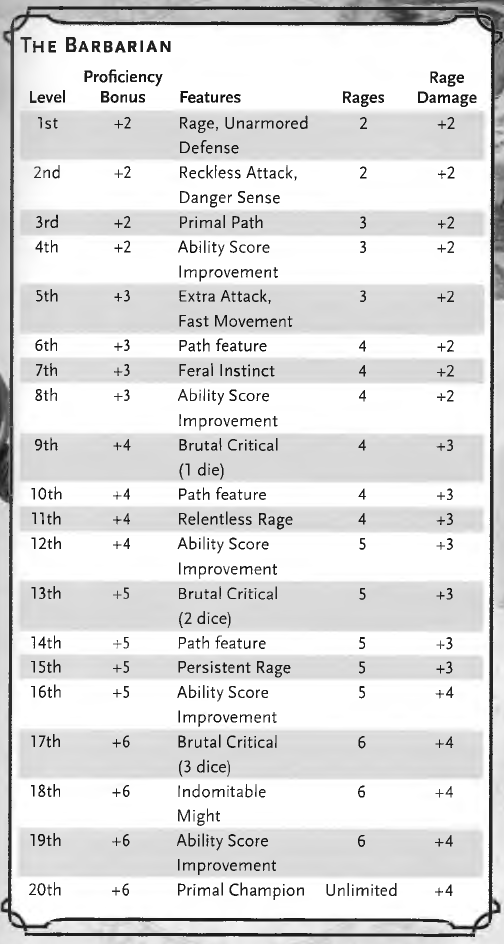 THE BARBARIAN
Proficiency Rage
Level Bonus Features Rages Damage
1st +2 Rage, Unarmored 2 +2
Defense
2nd +2 Reckless Attack, 2 +2
Danger Sense
3rd +2 Primal Path 3 +2
4th +2 Ability Score 3 +2
Improvement
5th +3 Extra Attack, 3 +2
Fast Movement
6th +3 Path feature 4 +2
7th +3 Feral Instinct 4 +2
8th +3 Ability Score 4 +2
Improvement
9th +4 Brutal Critical 4 +3
(1 die)
10th +4 Path feature 4 +3
11th +4 Relentless Rage 4 +3
12th +4 Ability Score 5 +3
Improvement
13th +5 Brutal Critical 5 +3
(2 dice)
14th +5 Path feature 5 +3
15th +5 Persistent Rage 5 +3
16th +5 Ability Score 5 +4
Improvement
17th +6 Brutal Critical 6 +4
(3 dice)
18th +6 Indomitable 6 +4
Might
19th +6 Ability Score 6 +4
Improvement
20th +6 Primal Champion Unlimited +4